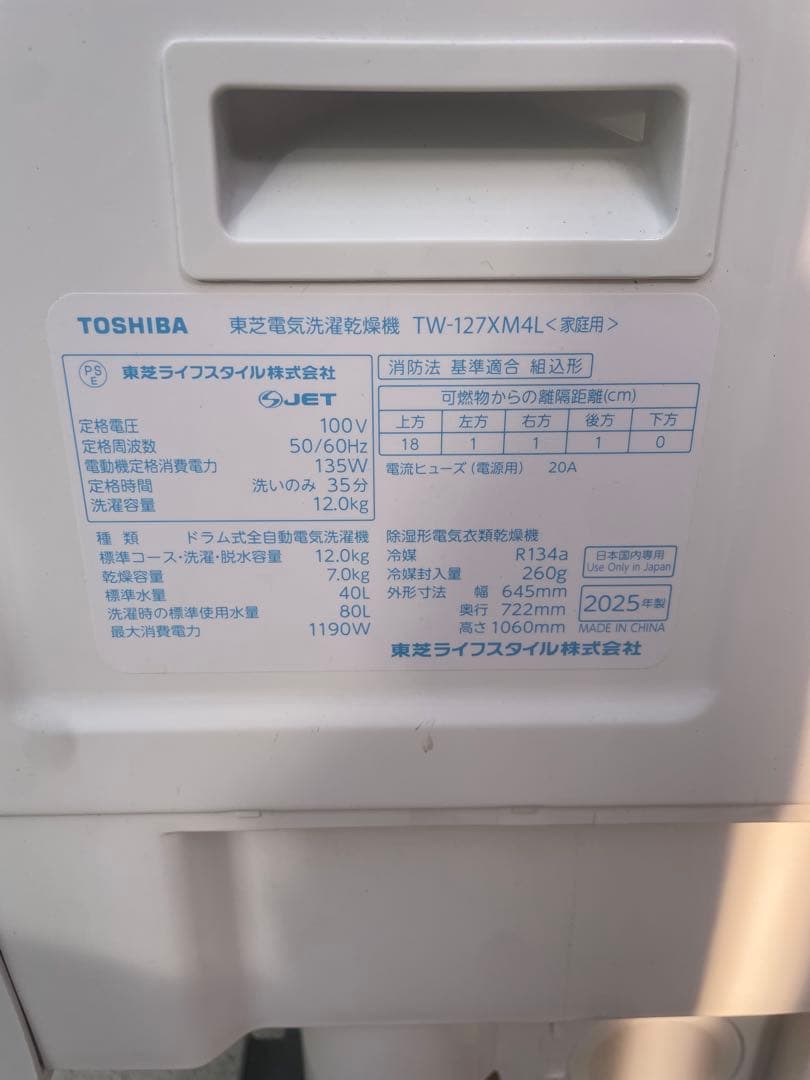 TOSHIBA 東芝電気洗濯乾燥機 TW-127XM4L<家庭用>
PS E 東芝ライフスタイル株式会社
JET
定格電圧 100V
定格周波数 50/60Hz
電動機定格消費電力 135W
定格時間 洗いのみ 35分
洗濯容量 12.0kg
消防法 基準適合 組込形
可燃物からの離隔距離(cm)
上方 左方 右方 後方 下方
18 1 1 1 0
電流ヒューズ(電源用) 20A
種類 ドラム式全自動電気洗濯機
標準コース・洗濯・脱水容量 12.0kg
乾燥容量 7.0kg
標準水量 40L
洗濯時の標準使用水量 80L
最大消費電力 1190W
除湿形電気衣類乾燥機
冷媒 R134a
冷媒封入量 260g
外形寸法 幅 645mm
奥行 722mm
高さ 1060mm
日本国内専用
Use Only in Japan
2025年製
MADE IN CHINA
東芝ライフスタイル株式会社